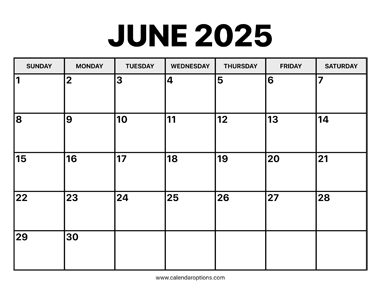 JUNE 2025
SUNDAY MONDAY TUESDAY WEDNESDAY THURSDAY FRIDAY SATURDAY
1 2 3 4 5 6 7
8 9 10 11 12 13 14
15 16 17 18 19 20 21
22 23 24 25 26 27 28
29 30
www.calendaroptions.com